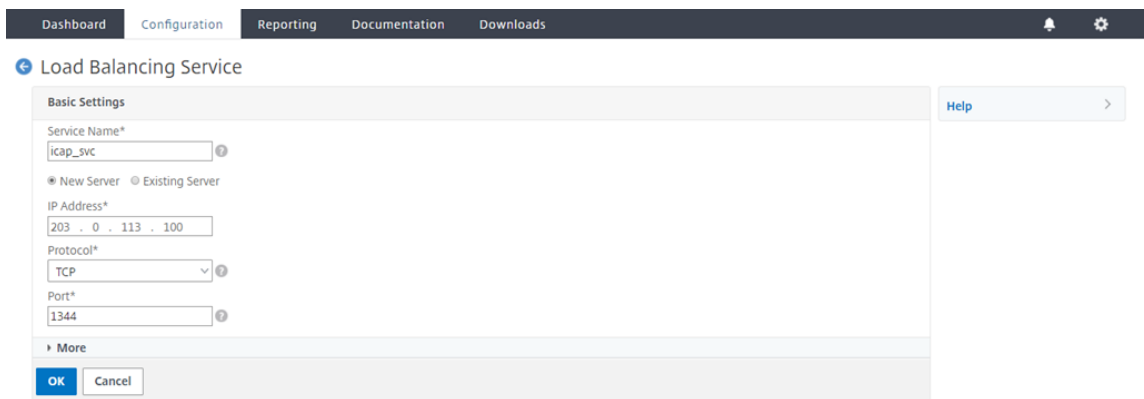 Dashboard Configuration Reporting Documentation Downloads
Load Balancing Service
Basic Settings
Help
Service Name*
icap_svc
New Server Existing Server
IP Address*
203 . 0 . 113 . 100
Protocol*
TCP
Port*
1344
More
OK Cancel